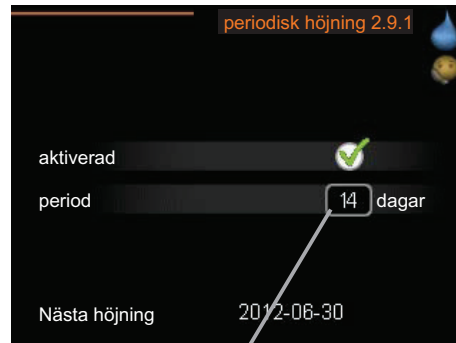 periodisk höjning 2.9.1
aktiverad
period 14 dagar
Nästa höjning 2012-06-30